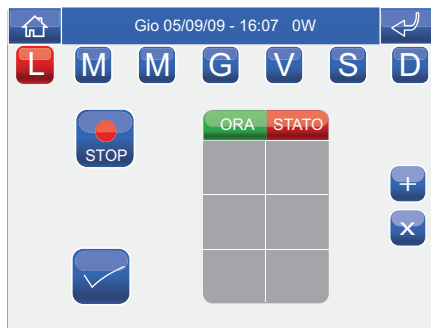 Gio 05/09/09 - 16:07 0W
L M M G V S D
ORA STATO
STOP
+
x